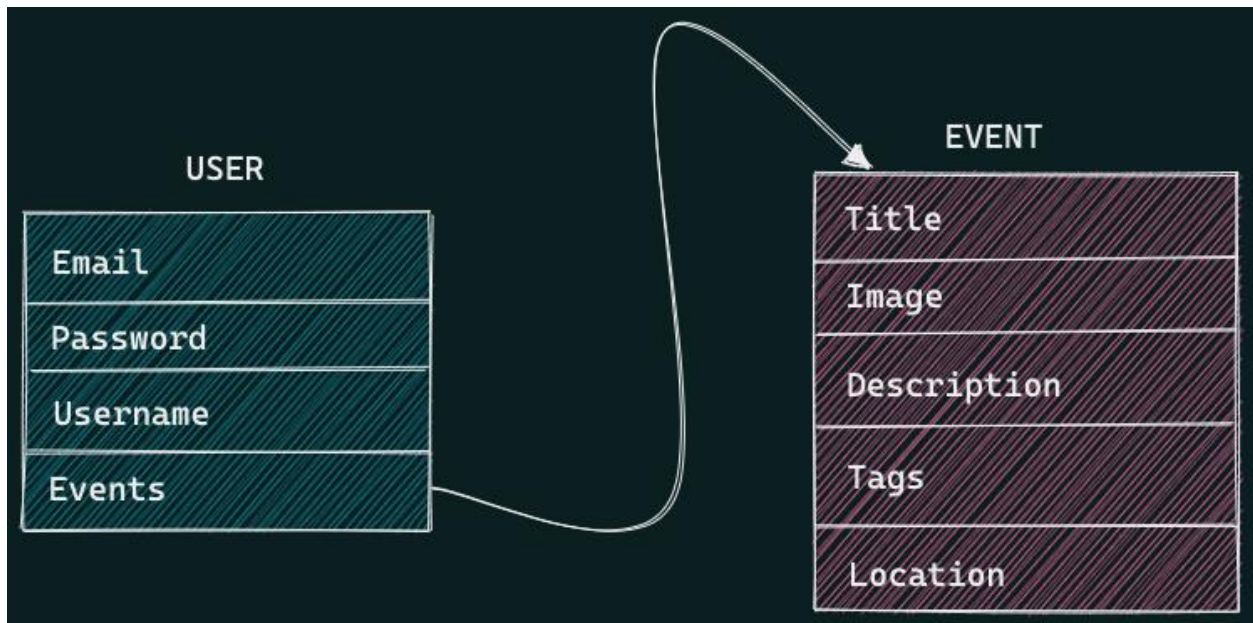 USER
Email
Password
Username
Events
EVENT
Title
Image
Description
Tags
Location